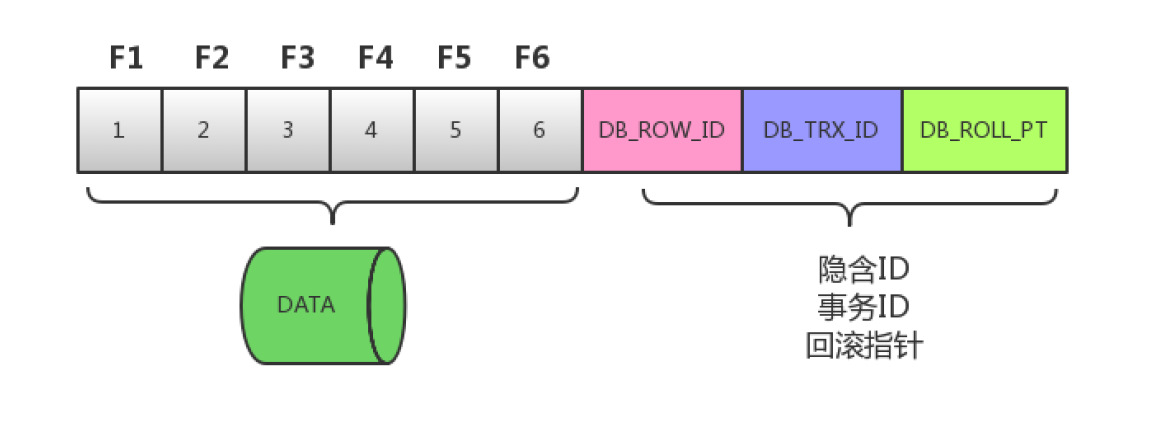 F1 F2 F3 F4 F5 F6
1 2 3 4 5 6 DB_ROW_ID DB_TRX_ID DB_ROLL_PT
DATA
隐含ID
事务ID
回滚指针